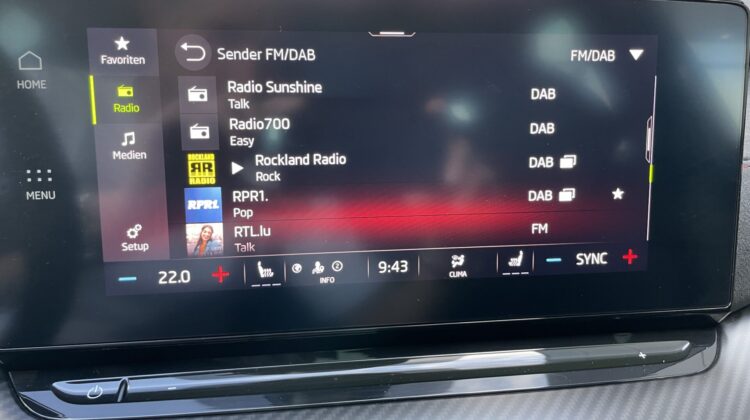 HOME
MENU
Favoriten
Radio
Medien
Setup
Sender FM/DAB
FM/DAB
Radio Sunshine
Talk
DAB
Radio700
Easy
DAB
ROCKLAND
RR
RADIO
Rockland Radio
Rock
DAB
RPR1.
RPR1.
Pop
DAB
RTL.lu
Talk
FM
22.0
INFO
2
9:43
CLIMA
SYNC